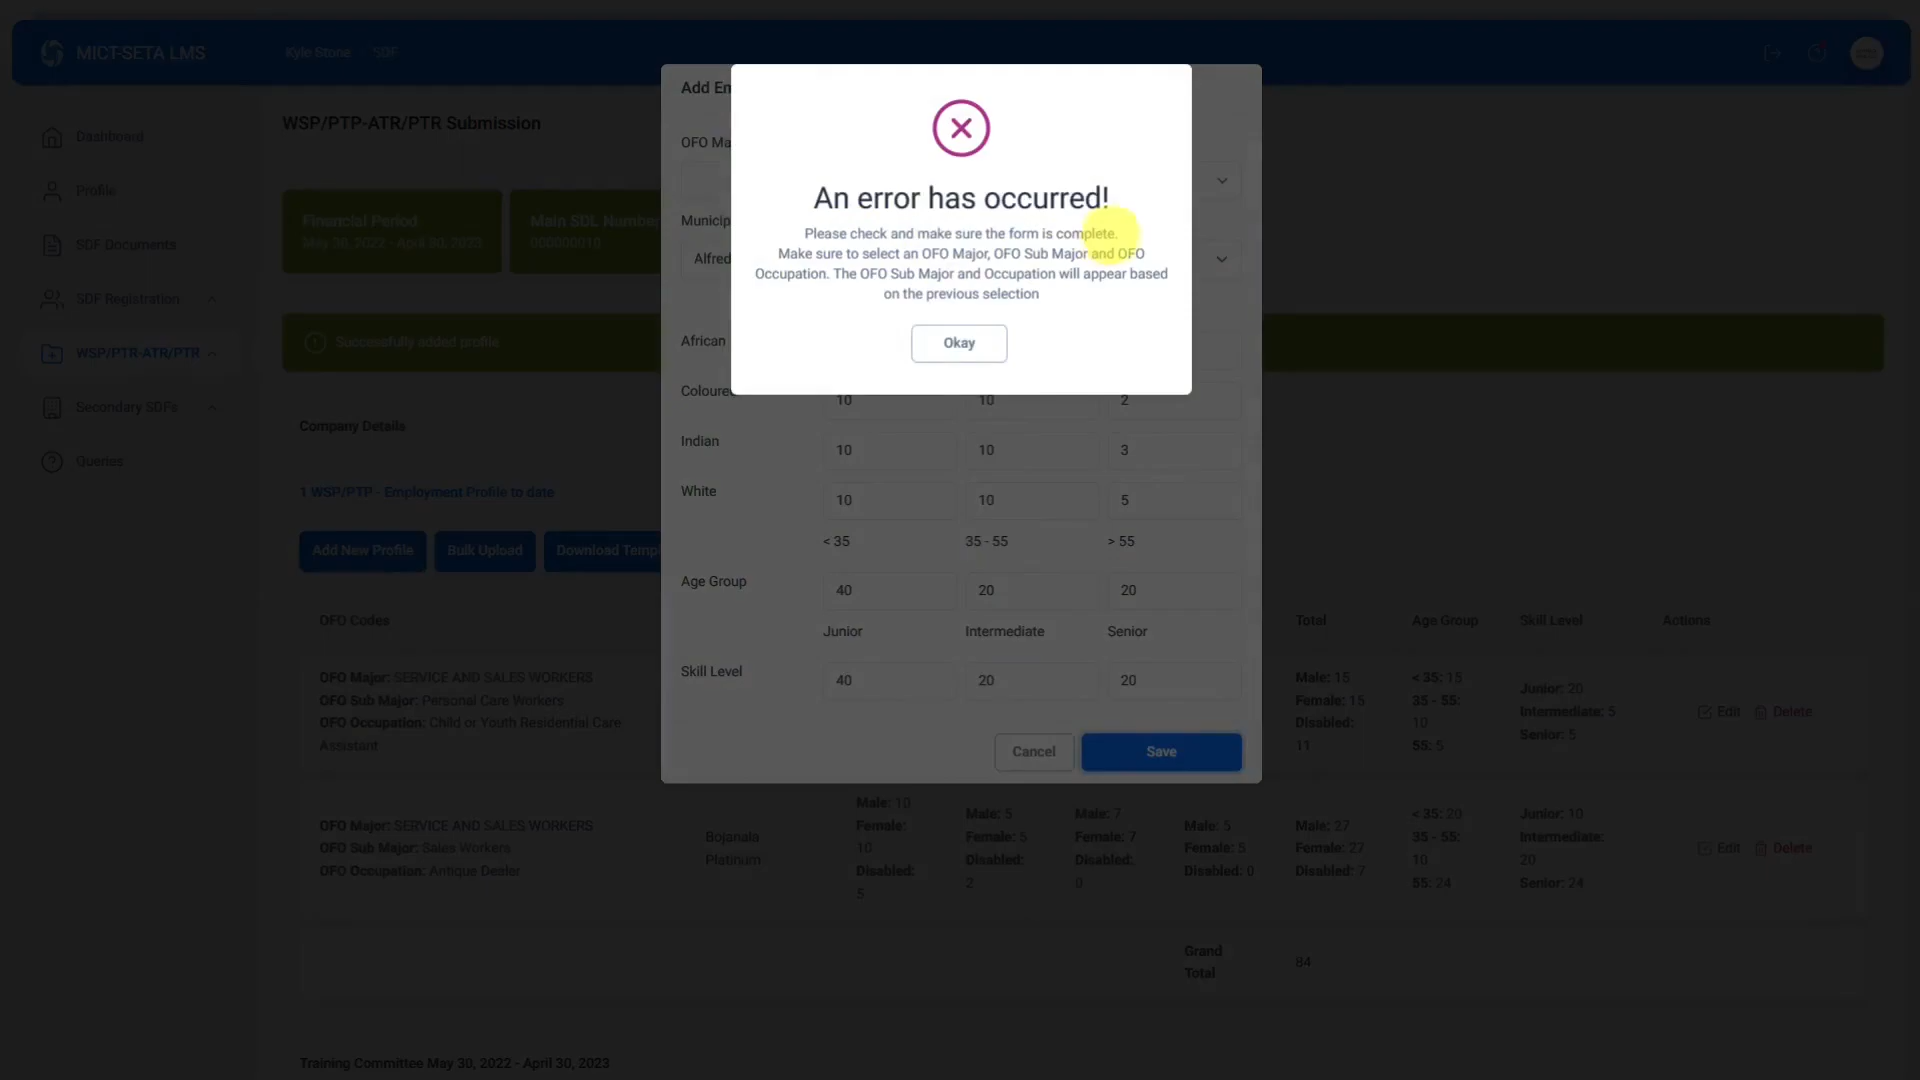 MICT-SETA LMS
Kyle Stone
SDF
Dashboard
Profile
SDF Documents
SDF Registration
WSP/PTR-ATR/PTR
Secondary SDFs
Queries
WSP/PTP-ATR/PTR Submission
Financial Period
May 30, 2022 - April 30, 2023
Main SDL Number
000000010
Successfully added profile
Company Details
1 WSP/PTP - Employment Profile to date
Add New Profile
Bulk Upload
Download Templ
Add En
OFO Ma
Municip
Alfred
An error has occurred!
Please check and make sure the form is complete.
Make sure to select an OFO Major, OFO Sub Major and OFO
Occupation. The OFO Sub Major and Occupation will appear based
on the previous selection
Okay
African
Coloured 10 10 2
Indian 10 10 3
White 10 10 5
< 35 35 - 55 > 55
Age Group 40 20 20
Junior Intermediate Senior
Skill Level 40 20 20
Cancel
Save
OFO Codes
Total
Age Group
Skill Level
Actions
OFO Major: SERVICE AND SALES WORKERS
OFO Sub Major: Personal Care Workers
OFO Occupation: Child or Youth Residential Care
Assistant
Male: 15
Female: 15
Disabled:
11
< 35: 15
35 - 55:
10
55: 5
Junior: 20
Intermediate: 5
Senior: 5
Edit
Delete
OFO Major: SERVICE AND SALES WORKERS
OFO Sub Major: Sales Workers
OFO Occupation: Antique Dealer
Bojanala
Platinum
Male: 10
Female:
10
Disabled:
5
Male: 5
Female: 5
Disabled:
2
Male: 7
Female: 7
Disabled:
0
Male: 5
Female: 5
Disabled: 0
Male: 27
Female: 27
Disabled: 7
< 35: 20
35 - 55:
10
55: 24
Junior: 10
Intermediate:
20
Senior: 24
Edit
Delete
Grand
Total
84
Training Committee May 30, 2022 - April 30, 2023